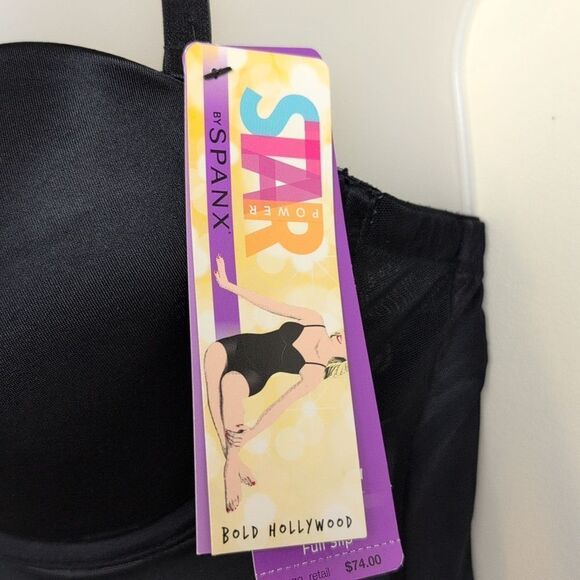 STAR
POWER
BY SPANX®
BOLD HOLLYWOOD
Full Slip
retail $74.00